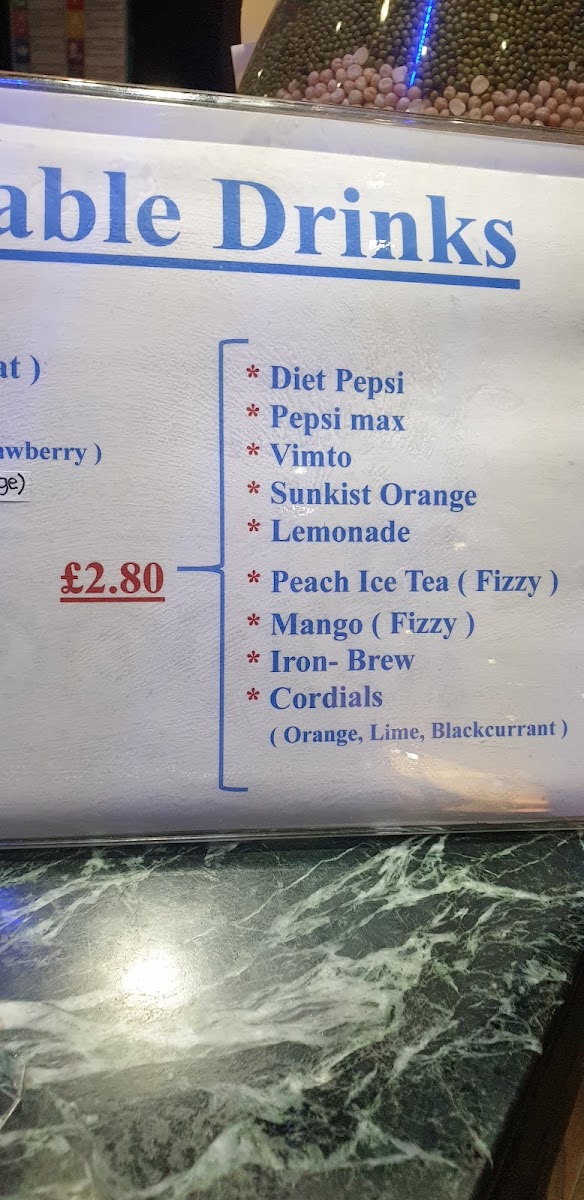 able Drinks
at )
awberry )
ge)
£2.80
* Diet Pepsi
* Pepsi max
* Vimto
* Sunkist Orange
* Lemonade
* Peach Ice Tea ( Fizzy )
* Mango ( Fizzy )
* Iron- Brew
* Cordials
( Orange, Lime, Blackcurrant )